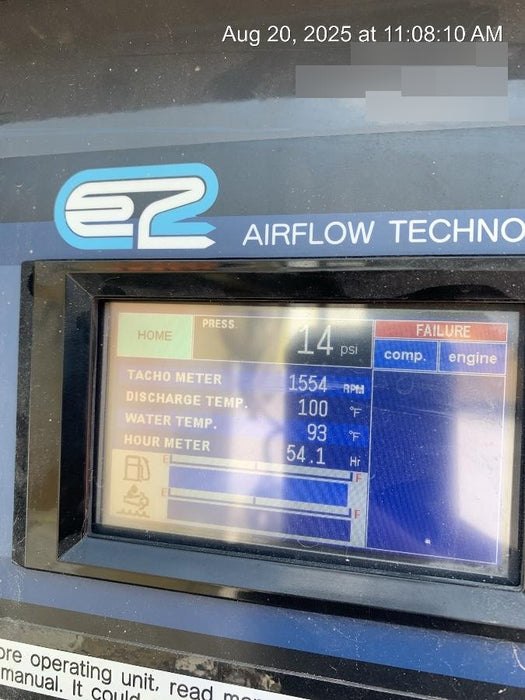 Aug 20, 2025 at 11:08:10 AM
e2
AIRFLOW TECHNO
HOME
PRESS.
14 psi
FAILURE
comp. engine
TACHO METER 1554 RPM
DISCHARGE TEMP. 100 °F
WATER TEMP. 93 °F
HOUR METER 54.1 Hr
E F
E F
ore operating unit, read man
manual. It could